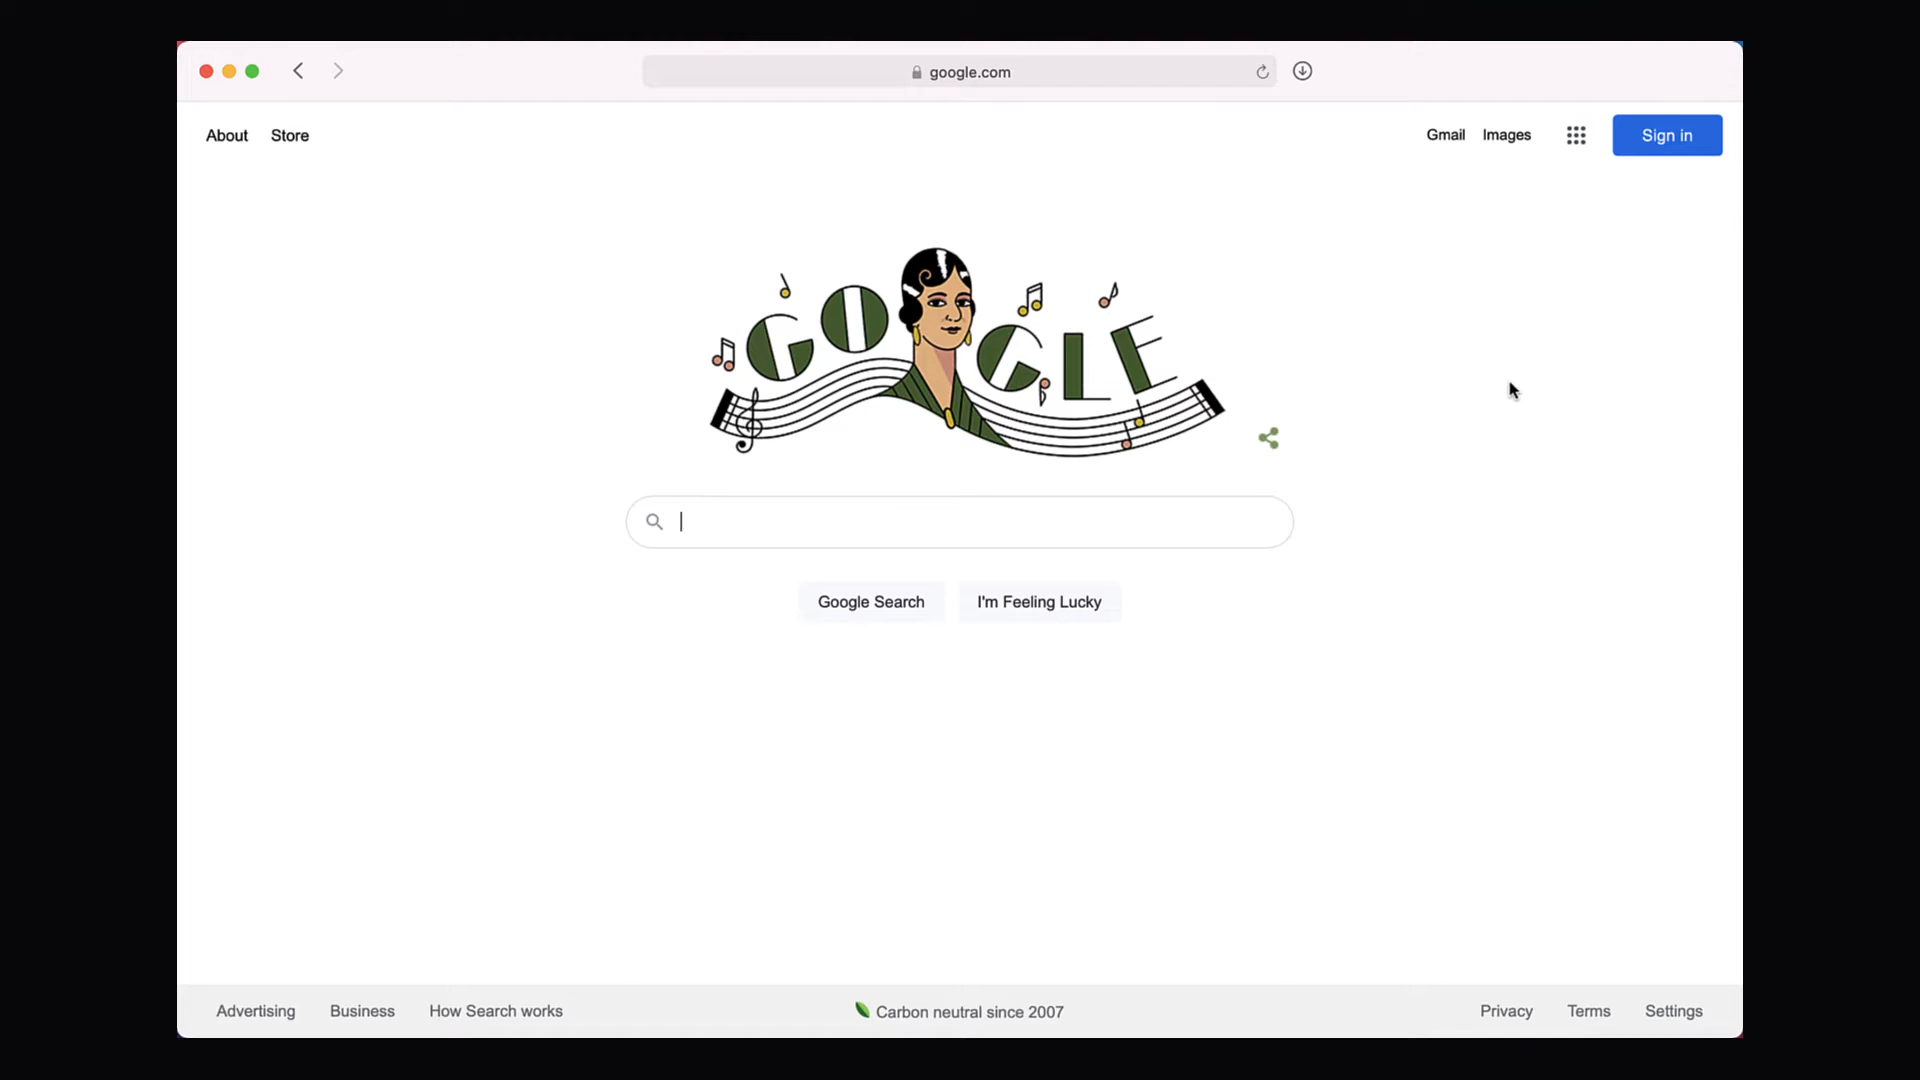 google.com
About Store
Gmail Images Sign in
GOGLE
Google Search I'm Feeling Lucky
Advertising Business How Search works
Carbon neutral since 2007
Privacy Terms Settings